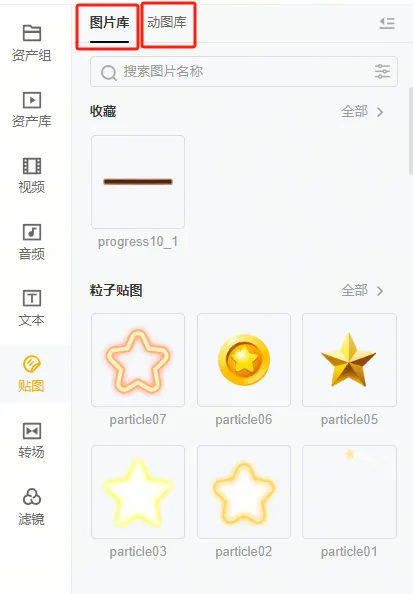 图片库 动图库
搜索图片名称
收藏 全部
progress10_1
粒子贴图 全部
particle07 particle06 particle05
particle03 particle02 particle01
资产组
资产库
视频
音频
文本
贴图
转场
滤镜